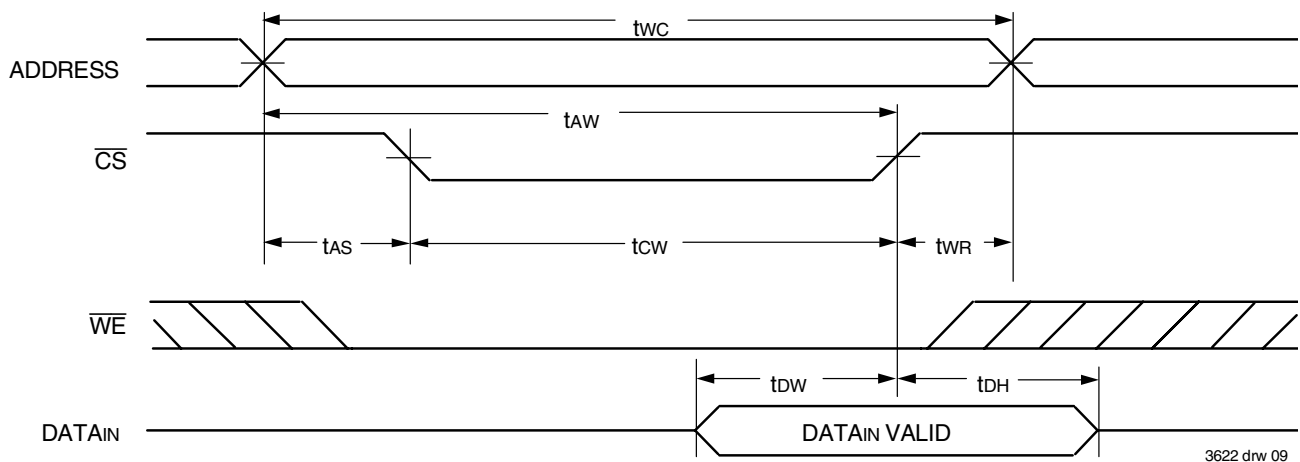 tWC
ADDRESS
tAW
CS
tAS
tCW
tWR
WE
tDW
tDH
DATAIN
DATAIN VALID
3622 drw 09